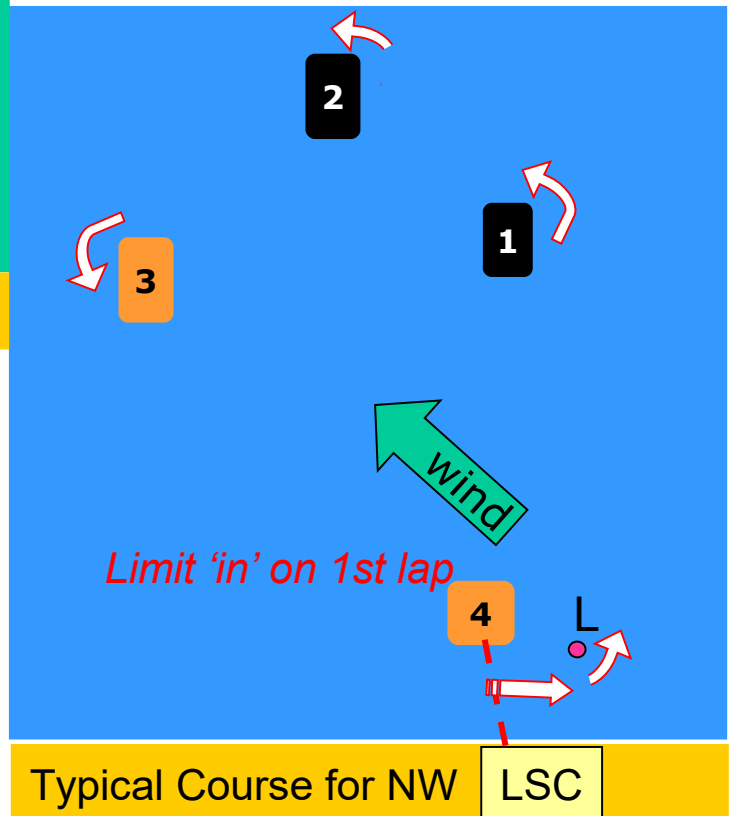 2
1
3
wind
Limit ‘in’ on 1st lap
4
L
Typical Course for NW
LSC